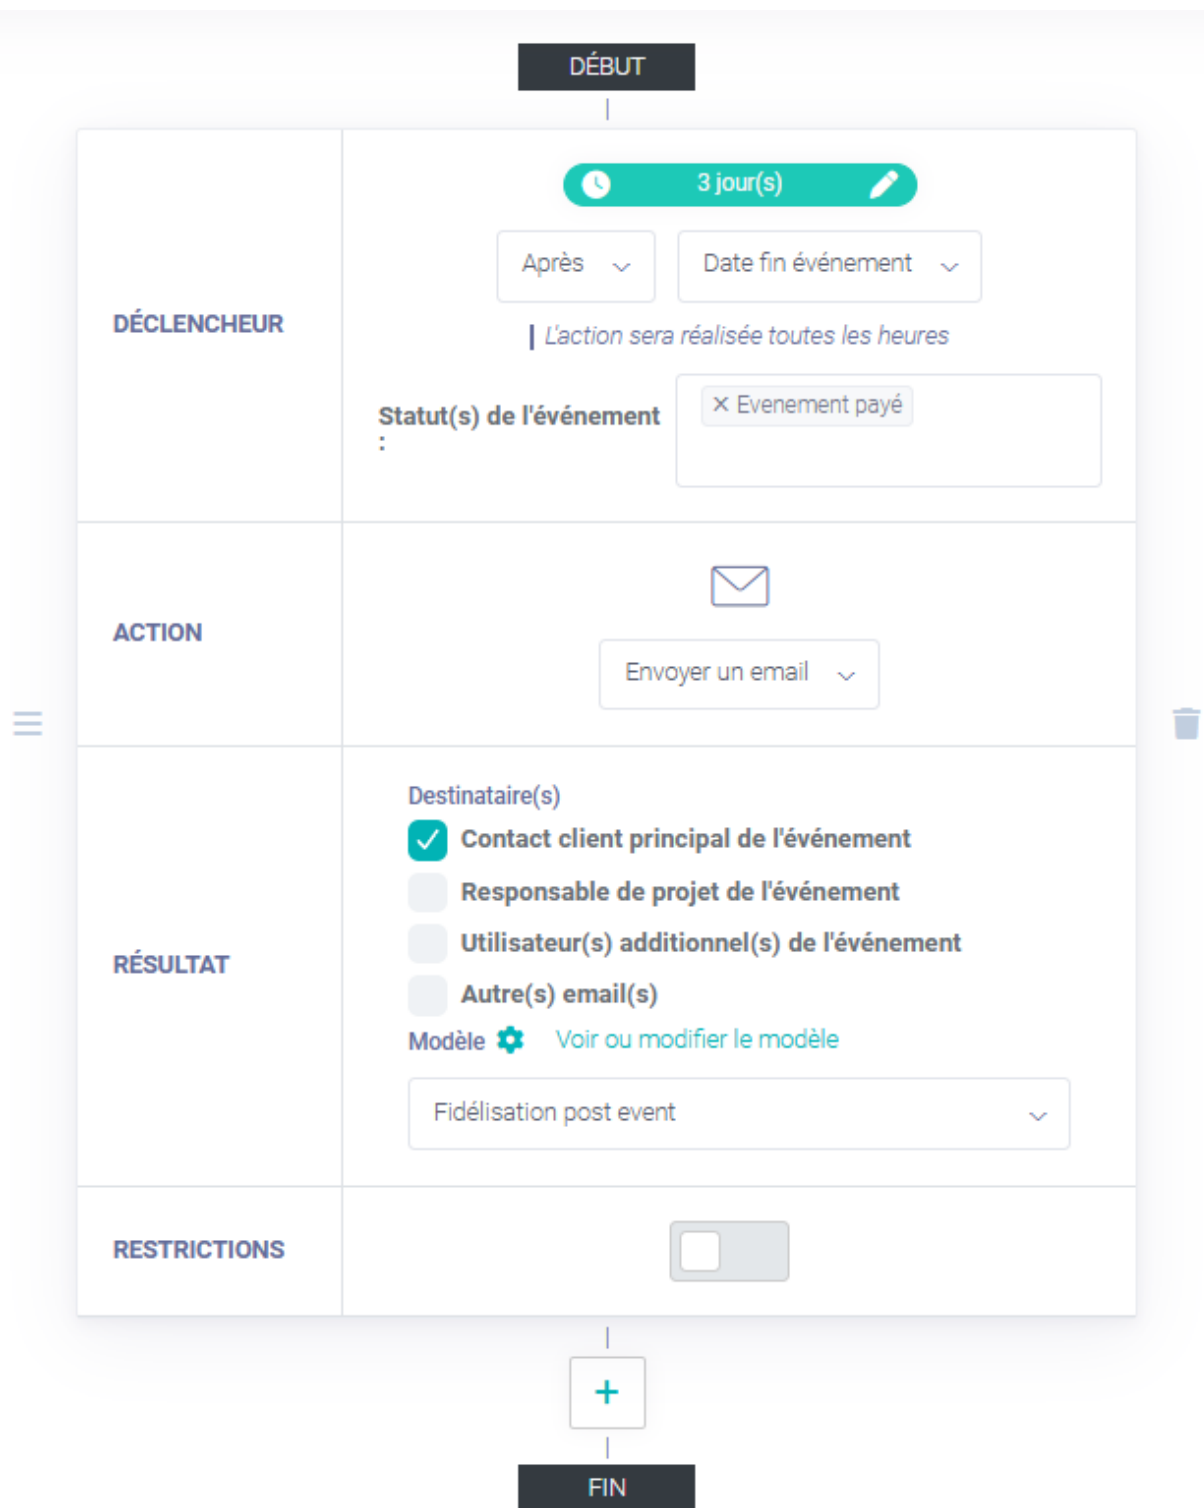 DÉBUT
3 jour(s)
Après
Date fin événement
DÉCLENCHEUR
L'action sera réalisée toutes les heures
Statut(s) de l'événement
:
× Evenement payé
ACTION
Envoyer un email
Destinataire(s)
Contact client principal de l'événement
Responsable de projet de l'événement
Utilisateur(s) additionnel(s) de l'événement
RÉSULTAT
Autre(s) email(s)
Modèle
Voir ou modifier le modèle
Fidélisation post event
RESTRICTIONS
+
FIN